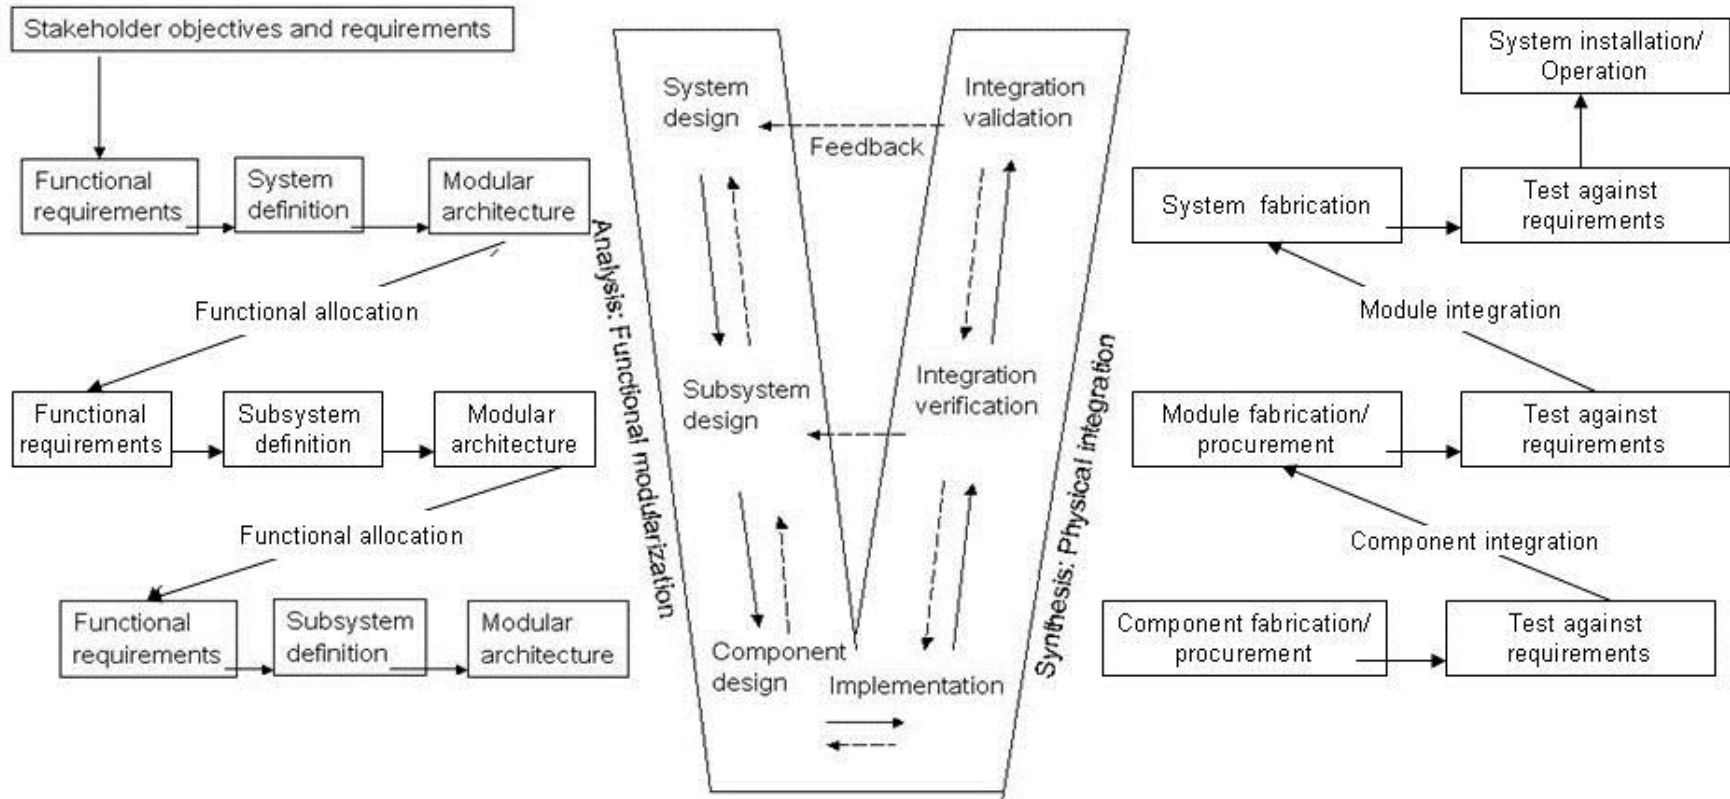 Stakeholder objectives and requirements
Functional
requirements
System
definition
Modular
architecture
Functional allocation
Functional
requirements
Subsystem
definition
Modular
architecture
Functional allocation
Functional
requirements
Subsystem
definition
Modular
architecture
Analysis: Functional modularization
System
design
Feedback
Integration
validation
Subsystem
design
Integration
verification
Component
design
Implementation
Synthesis: Physical integration
System installation/
Operation
System fabrication
Test against
requirements
Module integration
Module fabrication/
procurement
Test against
requirements
Component integration
Component fabrication/
procurement
Test against
requirements